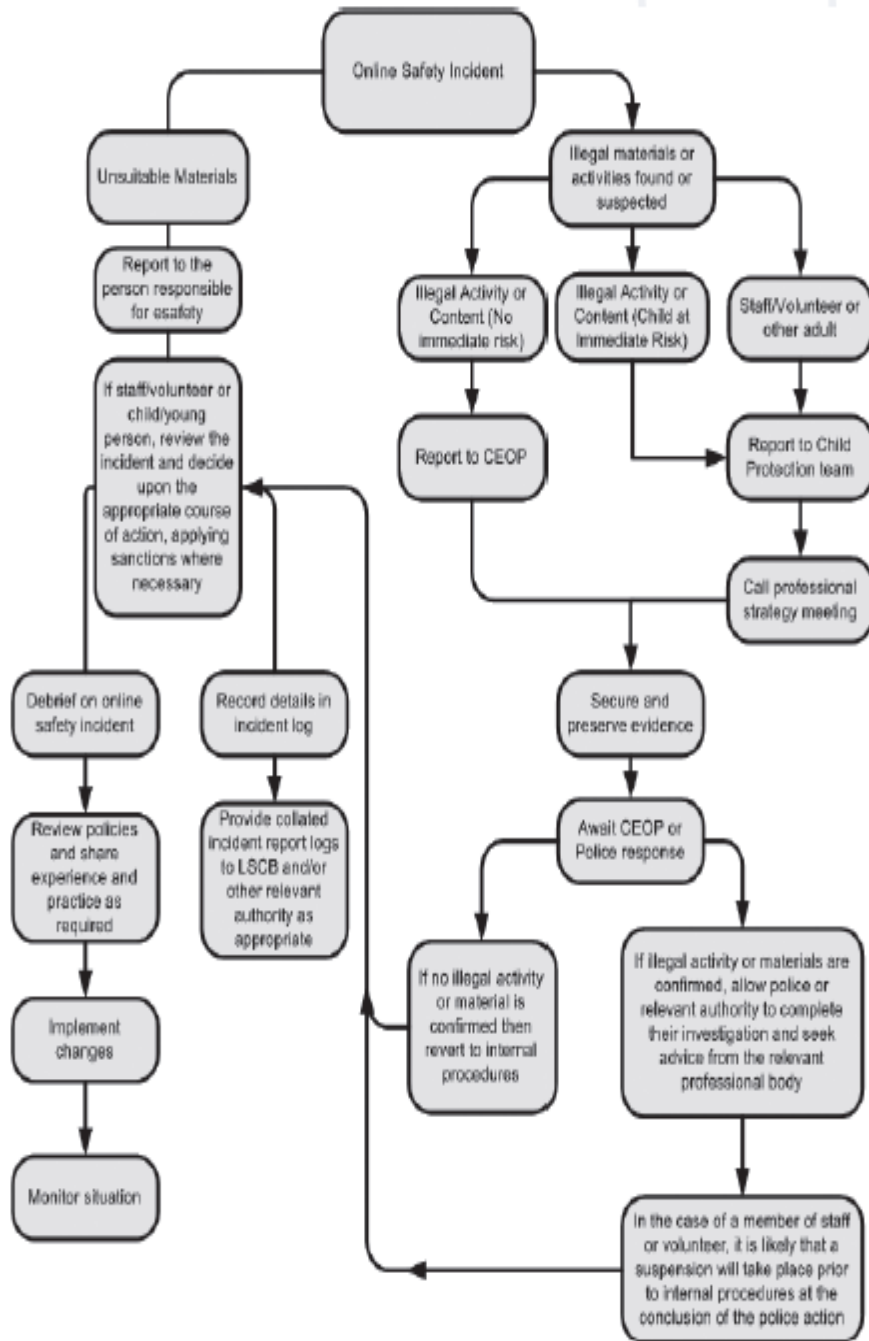 Online Safety Incident
Unsuitable Materials
Report to the
person responsible
for esafety
If staff/volunteer or
child/young
person, review the
incident and decide
upon the
appropriate course
of action, applying
sanctions where
necessary
Debrief on online
safety incident
Review policies
and share
experience and
practice as
required
Implement
changes
Monitor situation
Record details in
incident log
Provide collated
incident report logs
to LSCB and/or
other relevant
authority as
appropriate
Illegal materials or
activities found or
suspected
Illegal Activity or
Content (No
immediate risk)
Illegal Activity or
Content (Child at
Immediate Risk)
Staff/Volunteer or
other adult
Report to CEOP
Report to Child
Protection team
Call professional
strategy meeting
Secure and
preserve evidence
Await CEOP or
Police response
If no illegal activity
or material is
confirmed then
revert to internal
procedures
If illegal activity or materials are
confirmed, allow police or
relevant authority to complete
their investigation and seek
advice from the relevant
professional body
In the case of a member of staff
or volunteer, it is likely that a
suspension will take place prior
to internal procedures at the
conclusion of the police action